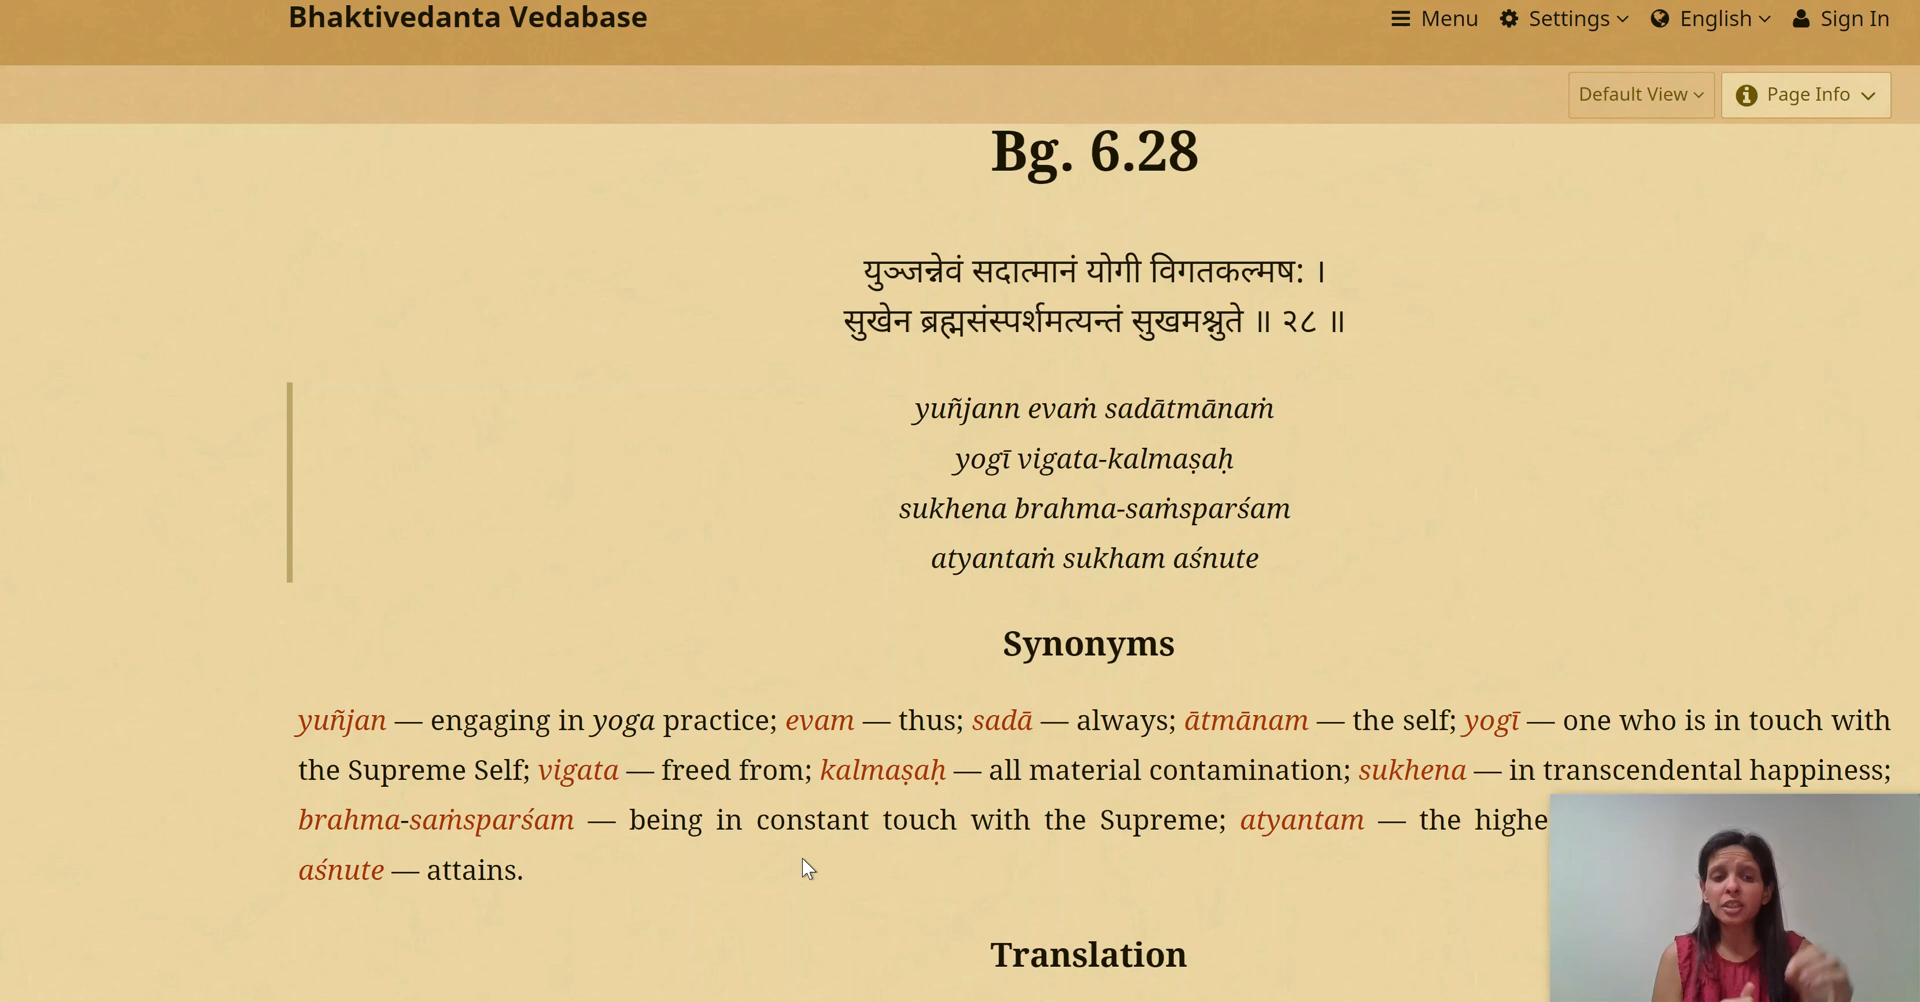 Bhaktivedanta Vedabase
Menu Settings English Sign In
Default View Page Info
Bg. 6.28
युञ्जन्नेवं सदात्मानं योगी विगतकल्मष: ।
सुखेन ब्रह्मसंस्पर्शमत्यन्तं सुखमश्न‍ुते ॥ २८ ॥
yuñjann evaṁ sadātmānaṁ
yogī vigata-kalmaṣaḥ
sukhena brahma-saṁsparśam
atyantaṁ sukham aśnute
Synonyms
yuñjan — engaging in yoga practice; evam — thus; sadā — always; ātmānam — the self; yogī — one who is in touch with
the Supreme Self; vigata — freed from; kalmaṣaḥ — all material contamination; sukhena — in transcendental happiness;
brahma-saṁsparśam — being in constant touch with the Supreme; atyantam — the highe
aśnute — attains.
Translation